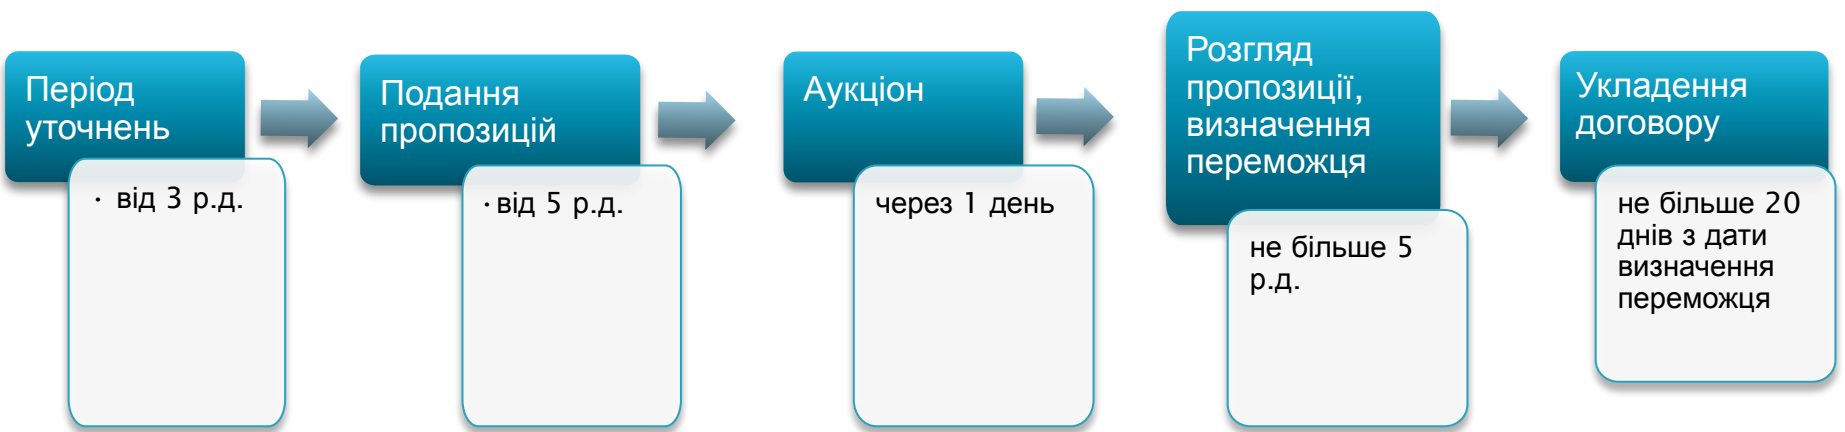 Період
уточнень
· від 3 р.д.
Подання
пропозицій
·від 5 р.д.
Аукціон
через 1 день
Розгляд
пропозиції,
визначення
переможця
не більше 5
р.д.
Укладення
договору
не більше 20
днів з дати
визначення
переможця